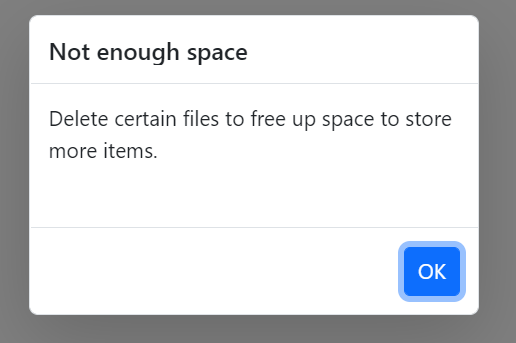 Not enough space
Delete certain files to free up space to store
more items.
OK